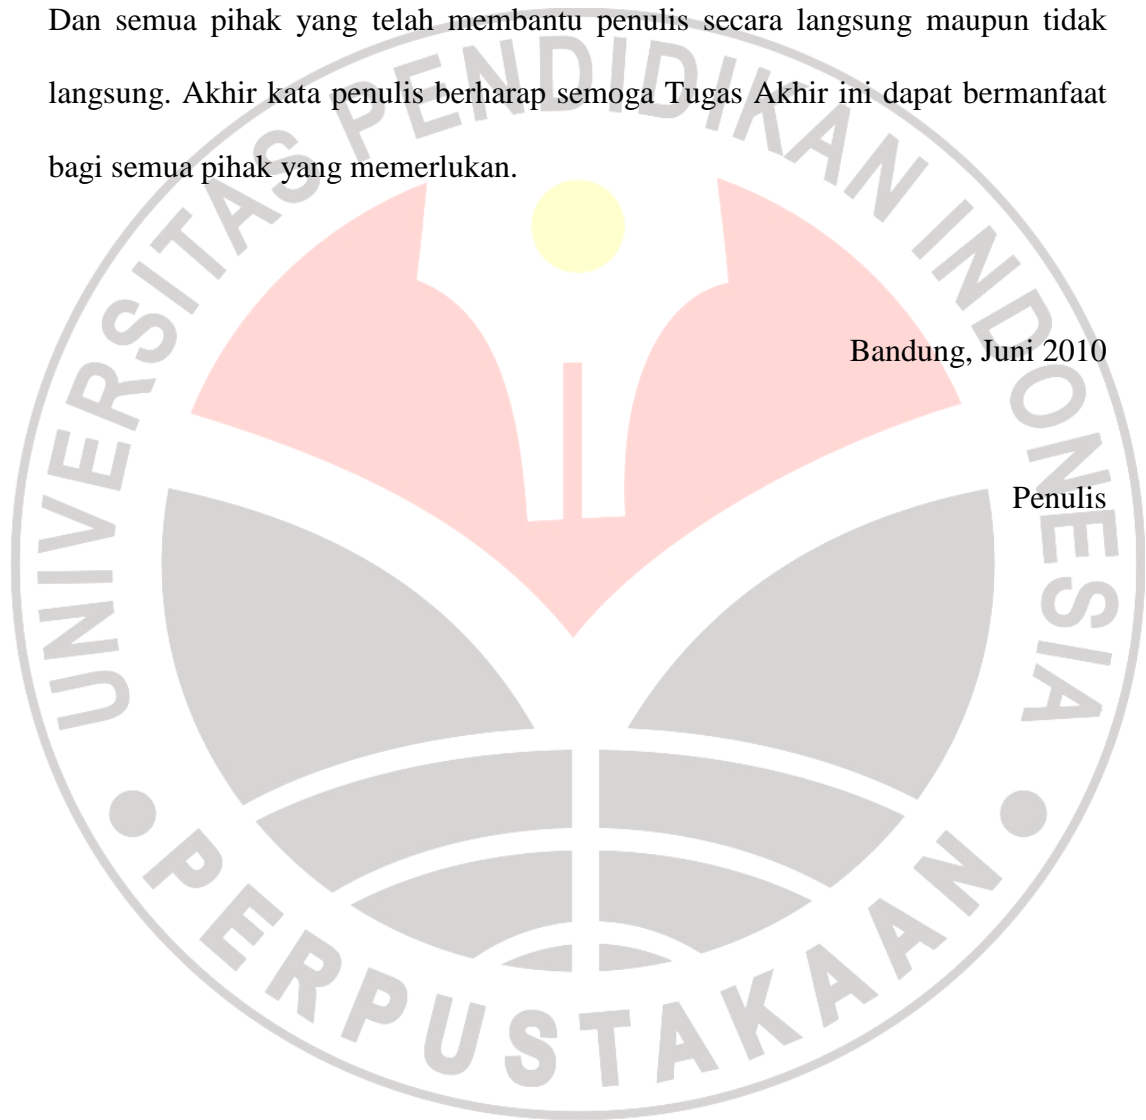 Dan semua pihak yang telah membantu penulis secara langsung maupun tidak
langsung. Akhir kata penulis berharap semoga Tugas Akhir ini dapat bermanfaat
bagi semua pihak yang memerlukan.
Bandung, Juni 2010
Penulis
UNIVERSITAS PENDIDIKAN INDONESIA
PERPUSTAKAAN